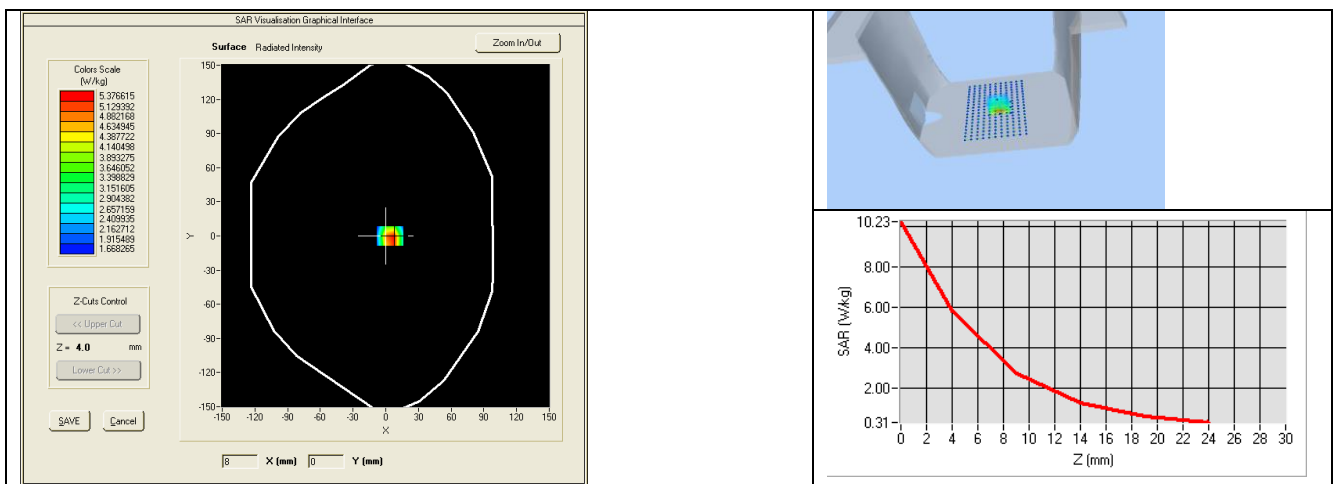 SAR Visualisation Graphical Interface
Surface Radiated Intensity
Zoom In/Out
Colors Scale
(W/kg)
5.376615
5.129392
4.882168
4.634945
4.387722
4.140498
3.893275
3.646052
3.398829
3.151605
2.904382
2.657159
2.409935
2.162712
1.915489
1.668265
Z-Cuts Control
<< Upper Cut
Z = 4.0 mm
Lower Cut >>
SAVE Cancel
150
120
90
60
30
0
-30
-60
-90
-120
-150
Y
-150 -120 -90 -60 -30 0 30 60 90 120 150
X
8 X (mm) 0 Y (mm)
10.23
8.00
6.00
4.00
2.00
0.31
SAR (W/kg)
0 2 4 6 8 10 12 14 16 18 20 22 24 26 28 30
Z (mm)